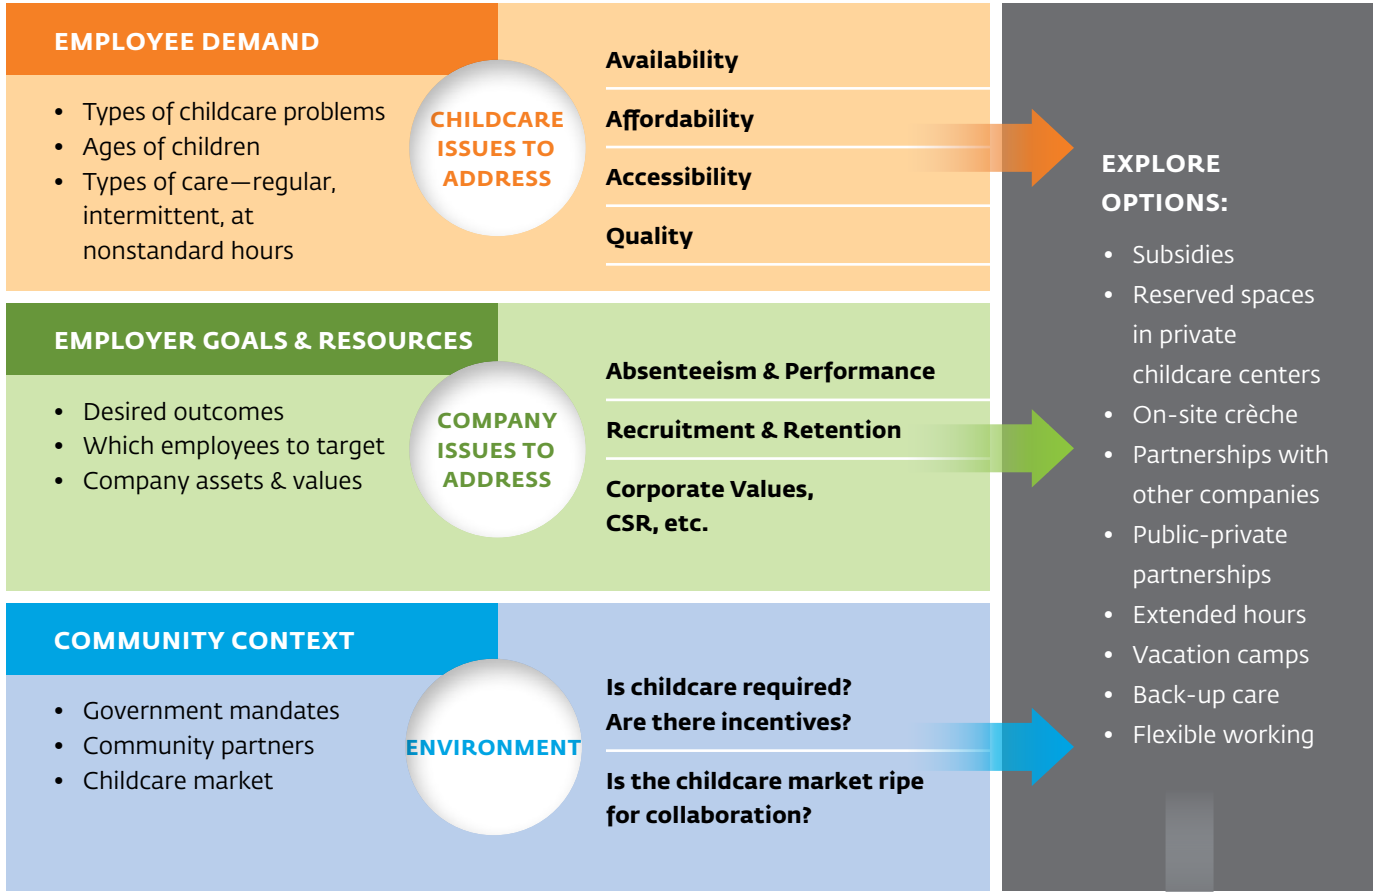 EMPLOYEE DEMAND
• Types of childcare problems
• Ages of children
• Types of care—regular,
intermittent, at
nonstandard hours
CHILDCARE
ISSUES TO
ADDRESS
Availability
Affordability
Accessibility
Quality
EMPLOYER GOALS & RESOURCES
• Desired outcomes
• Which employees to target
• Company assets & values
COMPANY
ISSUES TO
ADDRESS
Absenteeism & Performance
Recruitment & Retention
Corporate Values,
CSR, etc.
COMMUNITY CONTEXT
• Government mandates
• Community partners
• Childcare market
ENVIRONMENT
Is childcare required?
Are there incentives?
Is the childcare market ripe
for collaboration?
EXPLORE
OPTIONS:
• Subsidies
• Reserved spaces
in private
childcare centers
• On-site crèche
• Partnerships with
other companies
• Public-private
partnerships
• Extended hours
• Vacation camps
• Back-up care
• Flexible working